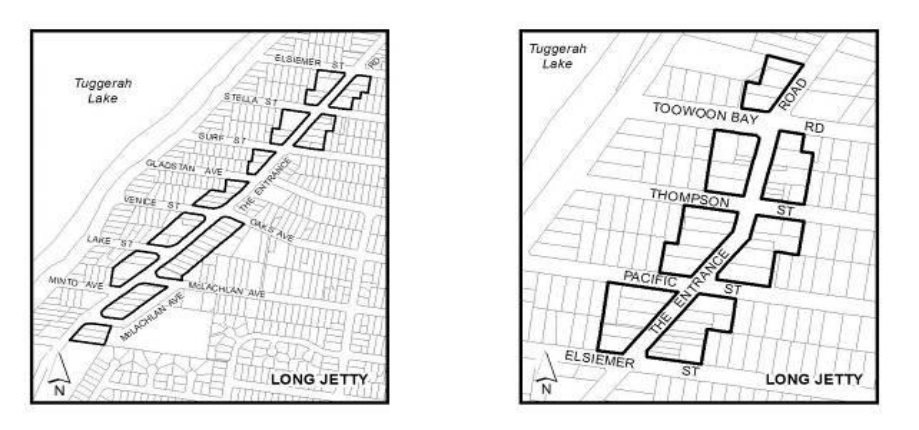 Tuggerah
Lake
ELSIEMER ST
RD
STELLA ST
SURF ST
GLADSTAN AVE
THE ENTRANCE
VENICE ST
OAKS AVE
LAKE ST
MINTO AVE
McLACHLAN AVE
McLACHLAN AVE
N
LONG JETTY
Tuggerah
Lake
ROAD
TOOWOON BAY RD
THOMPSON ST
PACIFIC ST
THE ENTRANCE
ELSIEMER ST
N
LONG JETTY